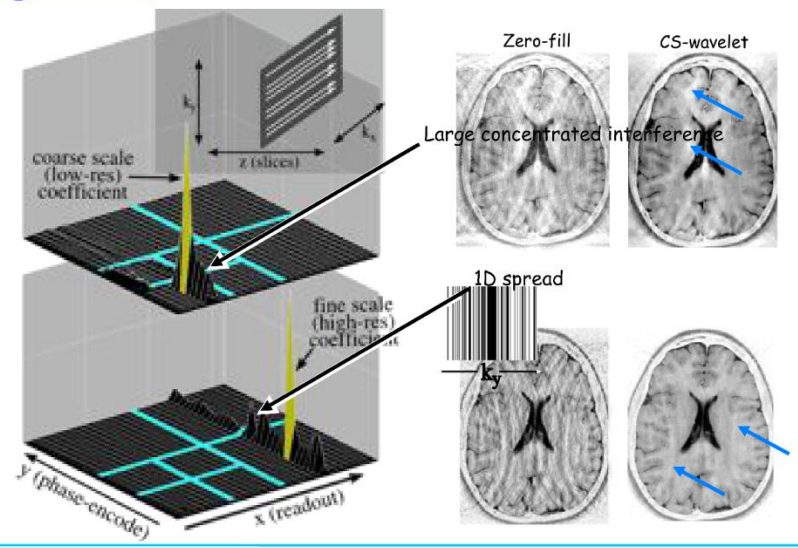 Zero-fill
CS-wavelet
k_y
k_x
z (slices)
Large concentrated interference
coarse scale
(low-res)
coefficient
1D spread
fine scale
(high-res)
coefficient
k_y
y (phase-encode)
x (readout)